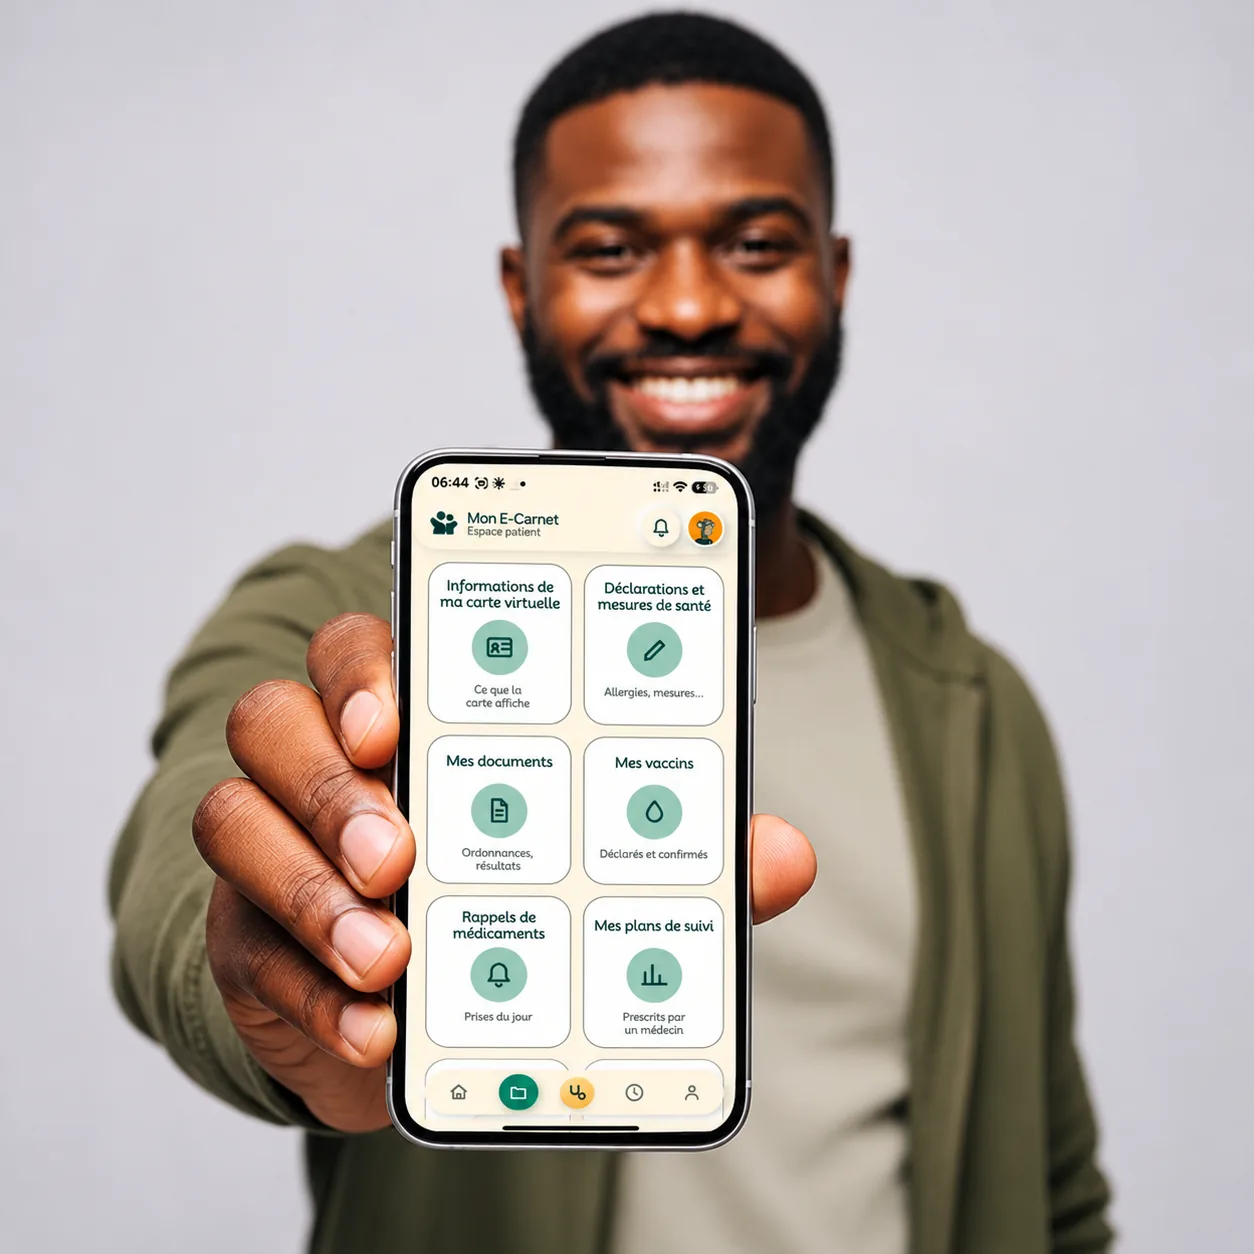 06:44
Mon E-Carnet
Espace patient
Informations de
ma carte virtuelle
Ce que la
carte affiche
Déclarations et
mesures de santé
Allergies, mesures...
Mes documents
Ordonnances,
résultats
Mes vaccins
Déclarés et confirmés
Rappels de
médicaments
Prises du jour
Mes plans de suivi
Prescrits par
un médecin